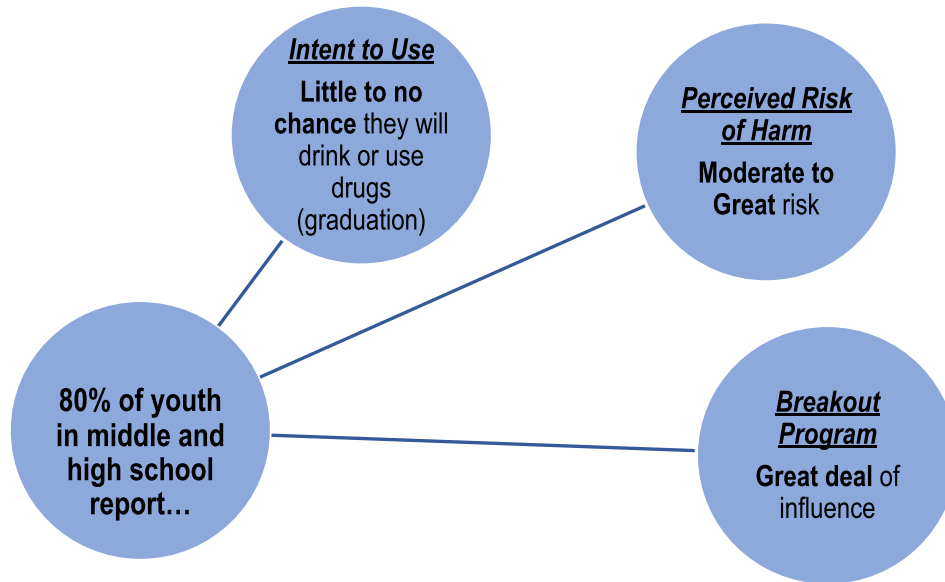 Intent to Use
Little to no
chance they will
drink or use
drugs
(graduation)
Perceived Risk
of Harm
Moderate to
Great risk
80% of youth
in middle and
high school
report…
Breakout
Program
Great deal of
influence